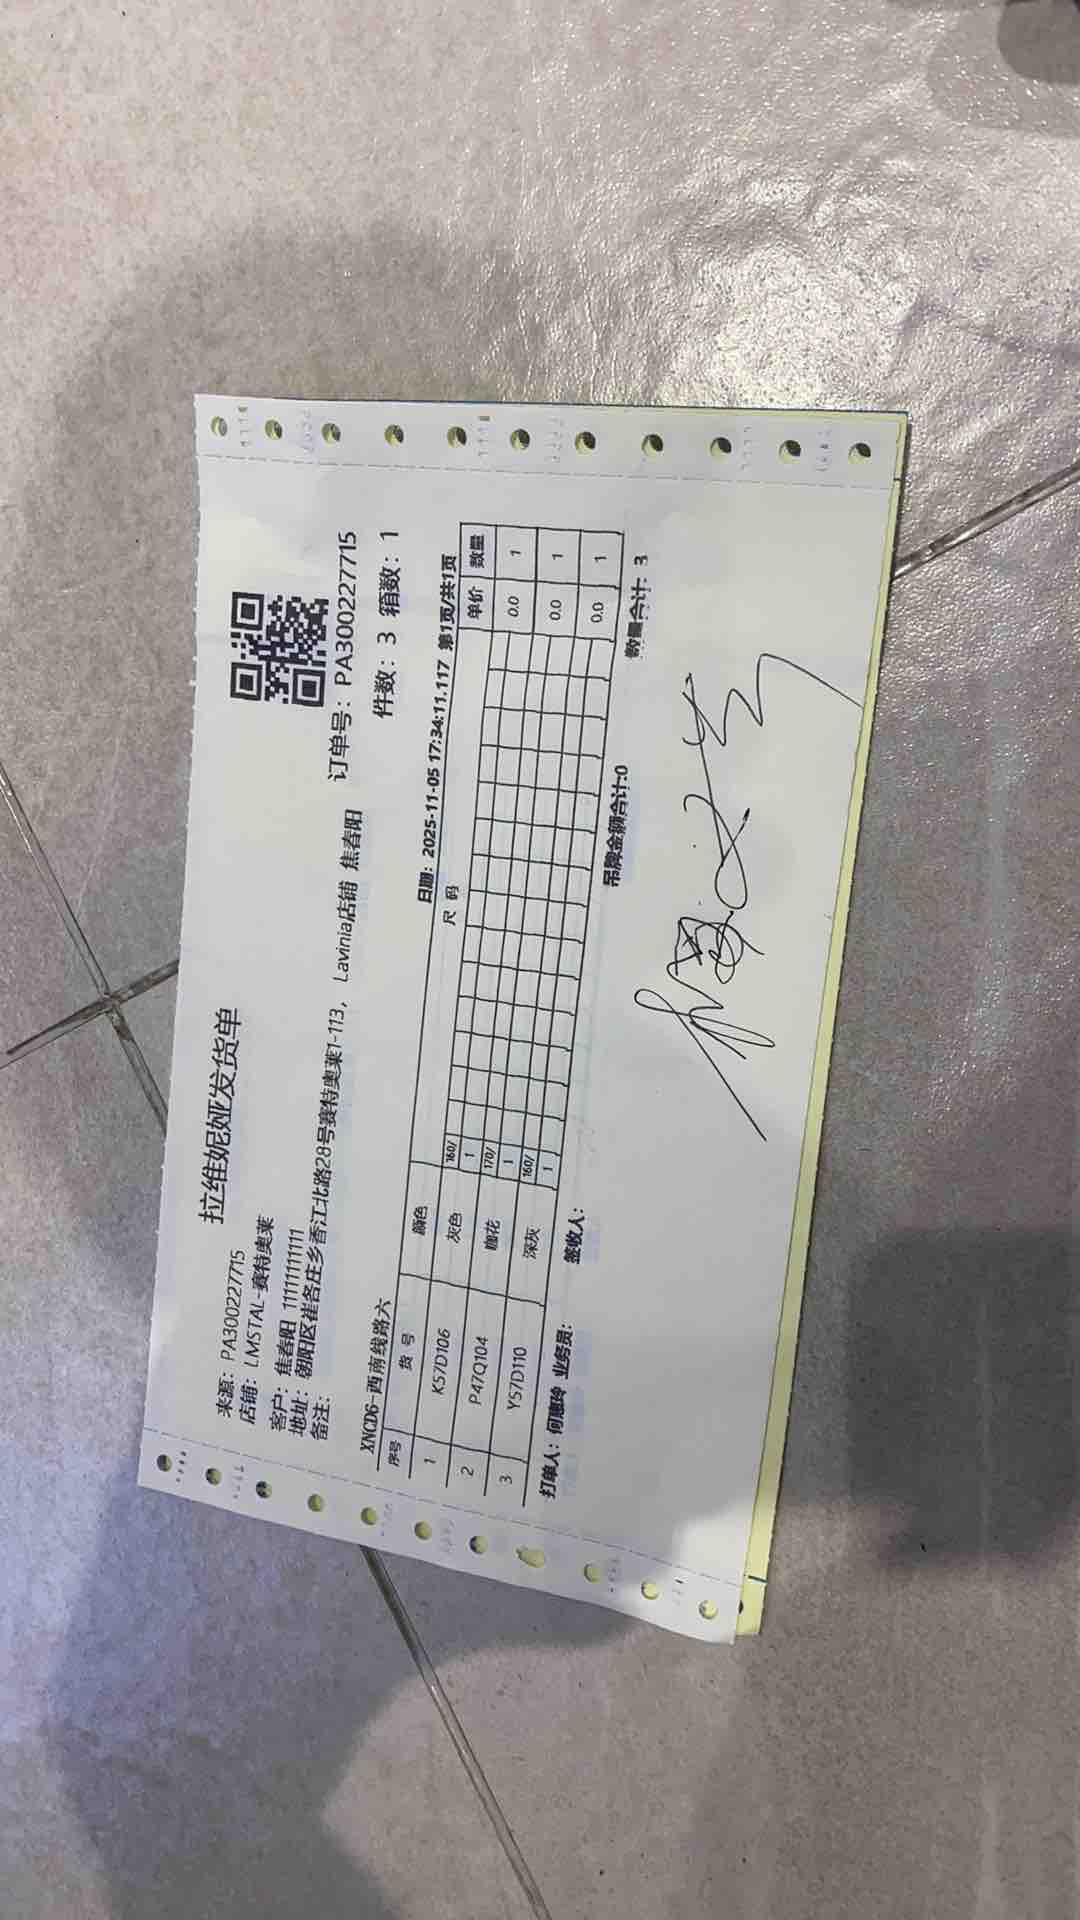 拉维妮娅发货单
来源：PA300227715
店铺：LMSTAL-赛特奥莱
客户：焦春阳 11111111111
地址：朝阳区崔各庄乡香江北路28号赛特奥莱1-113， Lavinia店铺 焦春阳 订单号：PA300227715
备注：
件数：3 箱数：1
XNCD6-西南线路六 日期：2025-11-05 17:34:11.117 第1页/共1页
序号 货 号 颜色 尺 码 单价 数量
1 K57D106 灰色 160/ 1 0.0 1
2 P47Q104 咖花 170/ 1 0.0 1
3 Y57D110 深灰 160/ 1 0.0 1
打单人：何惠玲 业务员： 签收人： 吊牌金额合计:0 数量合计：3